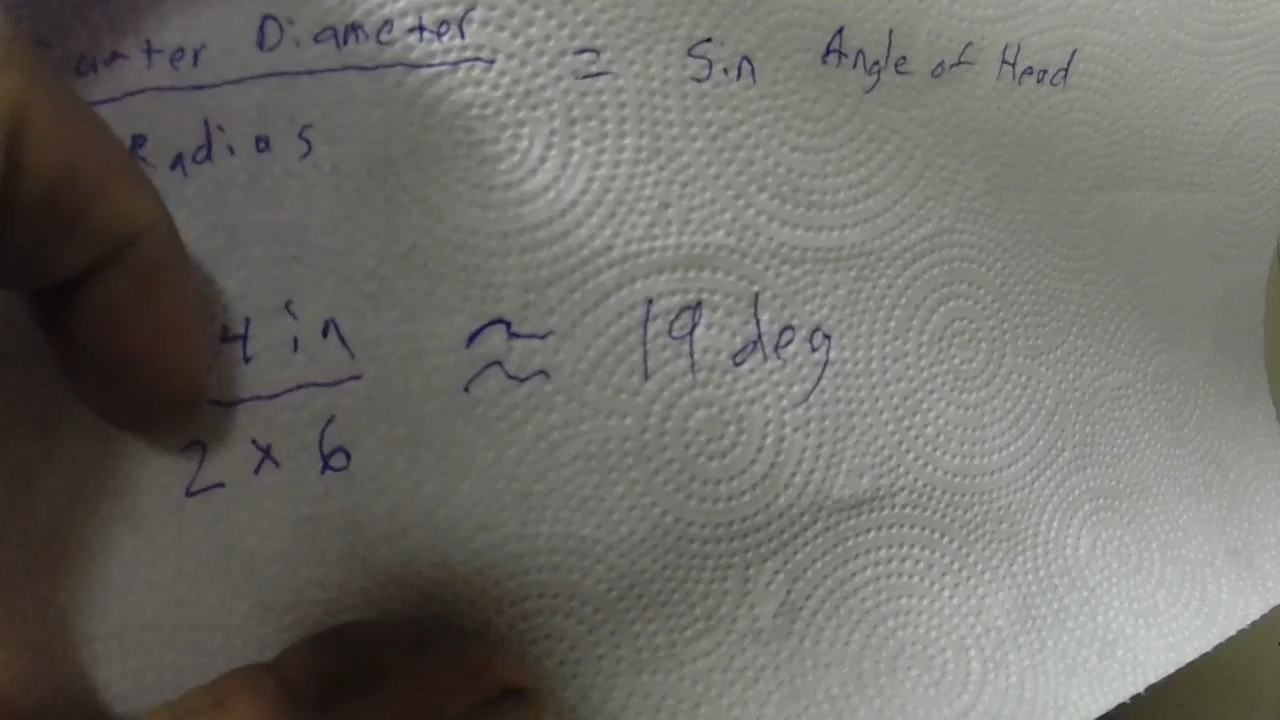 Diameter = Sin Angle of Head
Radius
4 in ≈ 19 deg
2 x 6